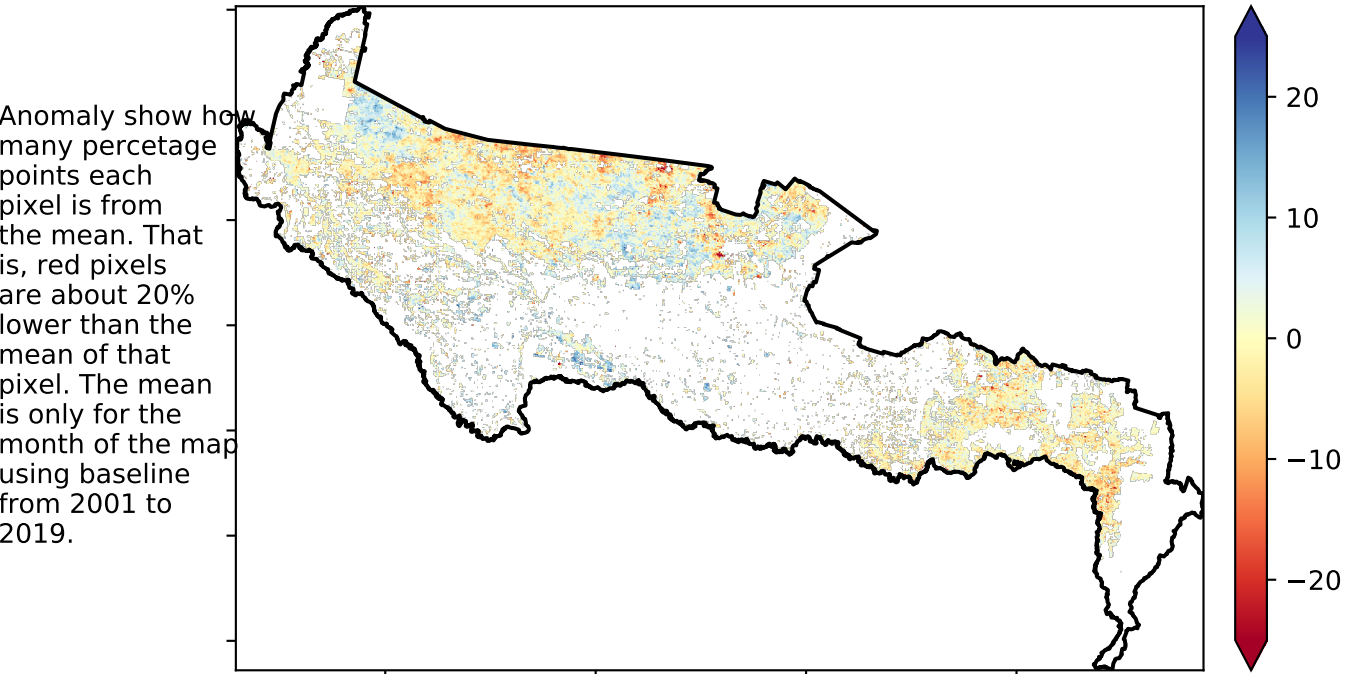 Anomaly show how
many percetage
points each
pixel is from
the mean. That
is, red pixels
are about 20%
lower than the
mean of that
pixel. The mean
is only for the
month of the map
using baseline
from 2001 to
2019.
20
10
0
−10
−20